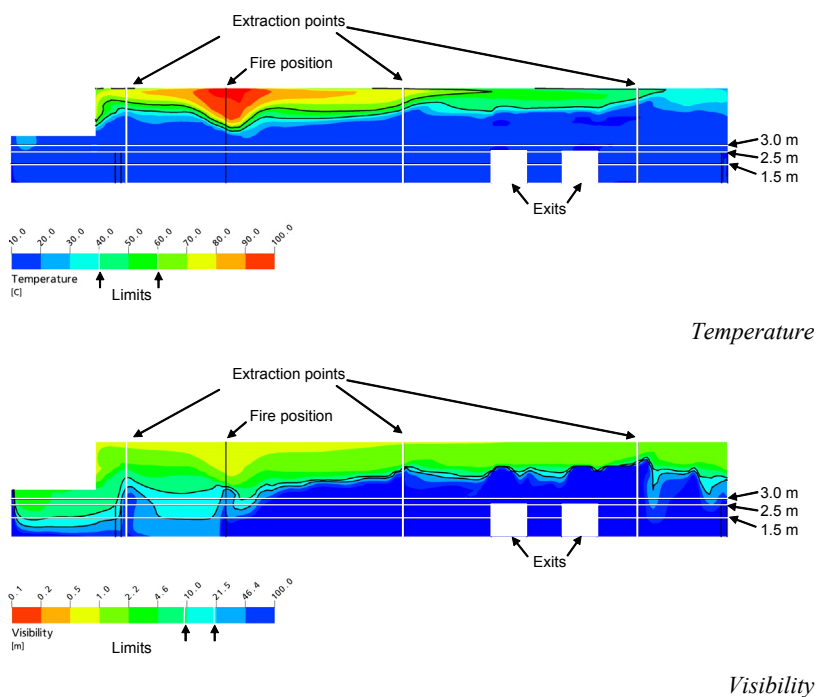 Extraction points
Fire position
3.0 m
2.5 m
1.5 m
Exits
10.0 20.0 30.0 40.0 50.0 60.0 70.0 80.0 90.0 100.0
Temperature
[C]
Limits
Temperature
Extraction points
Fire position
3.0 m
2.5 m
1.5 m
Exits
0.1 0.2 0.5 1.0 2.2 4.6 10.0 21.5 46.4 100.0
Visibility
[m]
Limits
Visibility